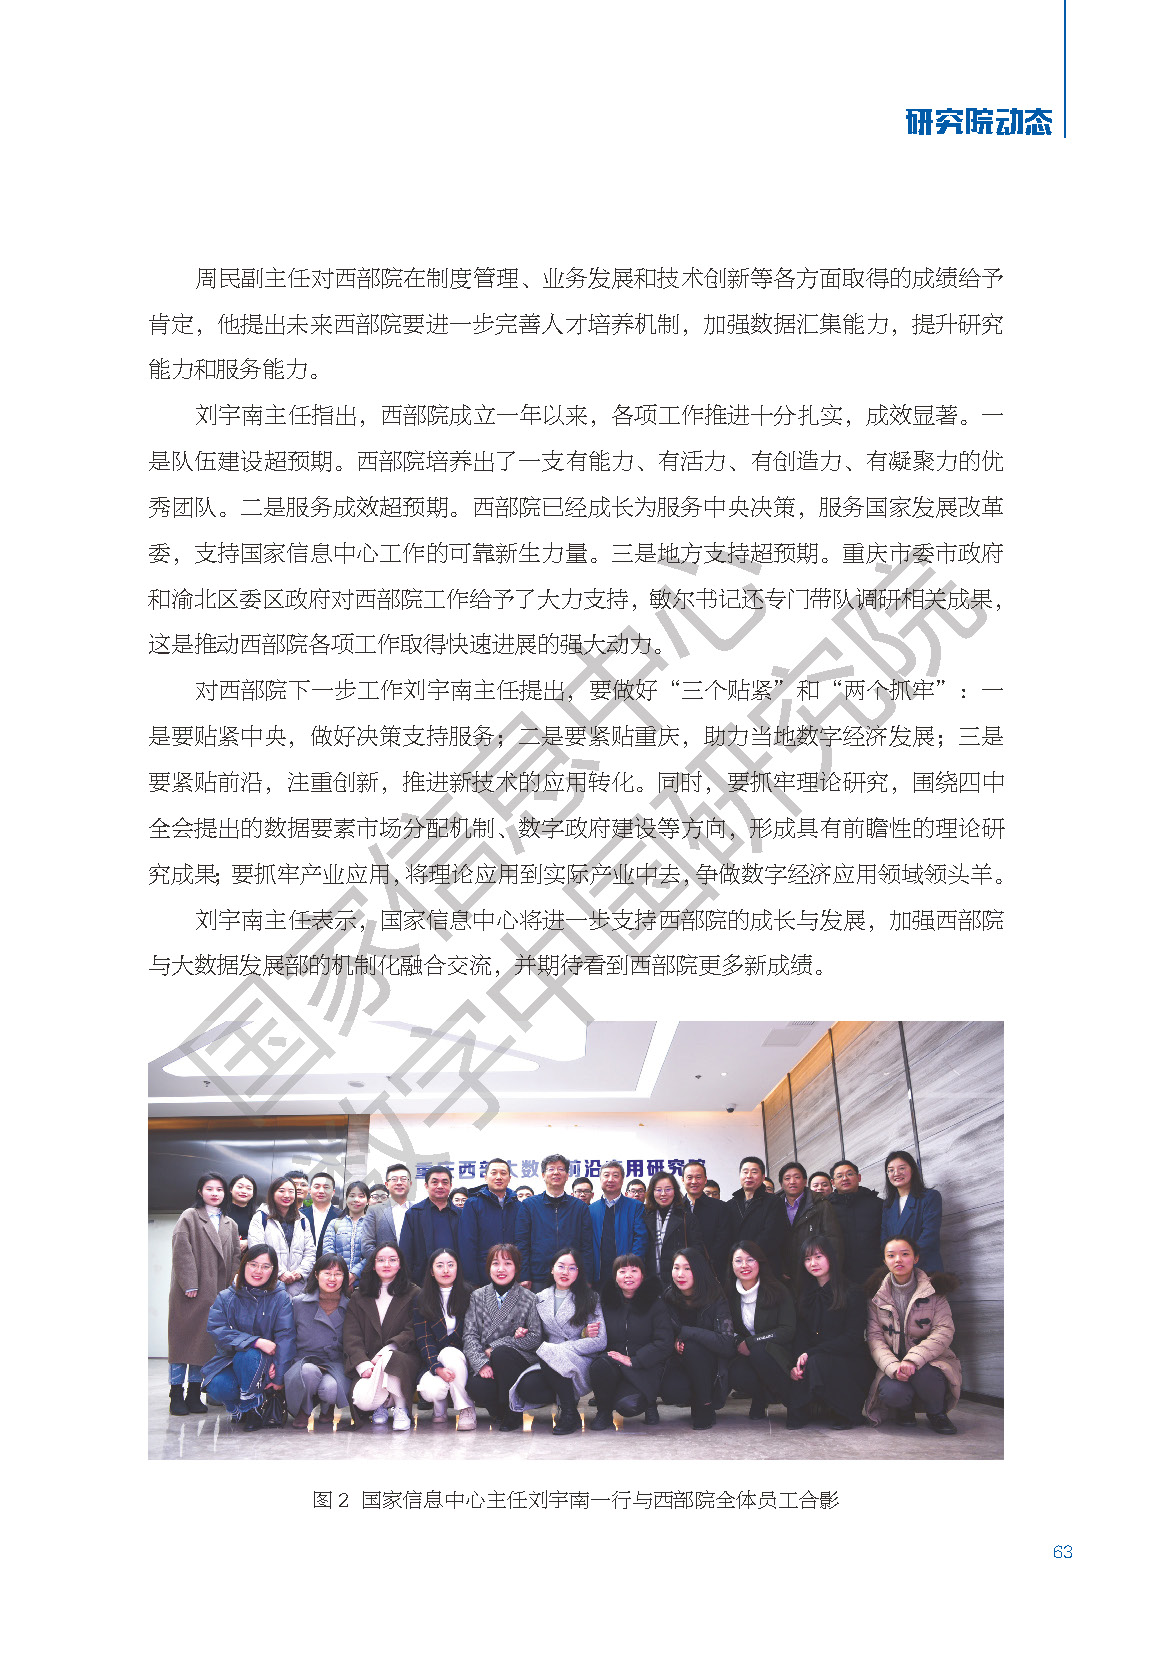 研究院动态
周民副主任对西部院在制度管理、业务发展和技术创新等各方面取得的成绩给予
肯定，他提出未来西部院要进一步完善人才培养机制，加强数据汇集能力，提升研究
能力和服务能力。
刘宇南主任指出，西部院成立一年以来，各项工作推进十分扎实，成效显著。一
是队伍建设超预期。西部院培养出了一支有能力、有活力、有创造力、有凝聚力的优
秀团队。二是服务成效超预期。西部院已经成长为服务中央决策，服务国家发展改革
委，支持国家信息中心工作的可靠新生力量。三是地方支持超预期。重庆市委市政府
和渝北区委区政府对西部院工作给予了大力支持，敏尔书记还专门带队调研相关成果，
这是推动西部院各项工作取得快速进展的强大动力。
对西部院下一步工作刘宇南主任提出，要做好“三个贴紧”和“两个抓牢”：一
是要贴紧中央，做好决策支持服务；二是要紧贴重庆，助力当地数字经济发展；三是
要紧贴前沿，注重创新，推进新技术的应用转化。同时，要抓牢理论研究，围绕四中
全会提出的数据要素市场分配机制、数字政府建设等方向，形成具有前瞻性的理论研
究成果；要抓牢产业应用，将理论应用到实际产业中去，争做数字经济应用领域领头羊。
刘宇南主任表示，国家信息中心将进一步支持西部院的成长与发展，加强西部院
与大数据发展部的机制化融合交流，并期待看到西部院更多新成绩。
国家信息中心
数字中国研究院
重庆西部大数据前沿应用研究院
图 2 国家信息中心主任刘宇南一行与西部院全体员工合影
63